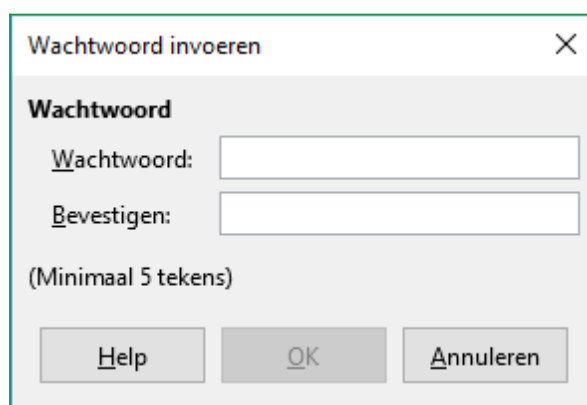 Wachtwoord invoeren
Wachtwoord
Wachtwoord:
Bevestigen:
(Minimaal 5 tekens)
Help OK Annuleren